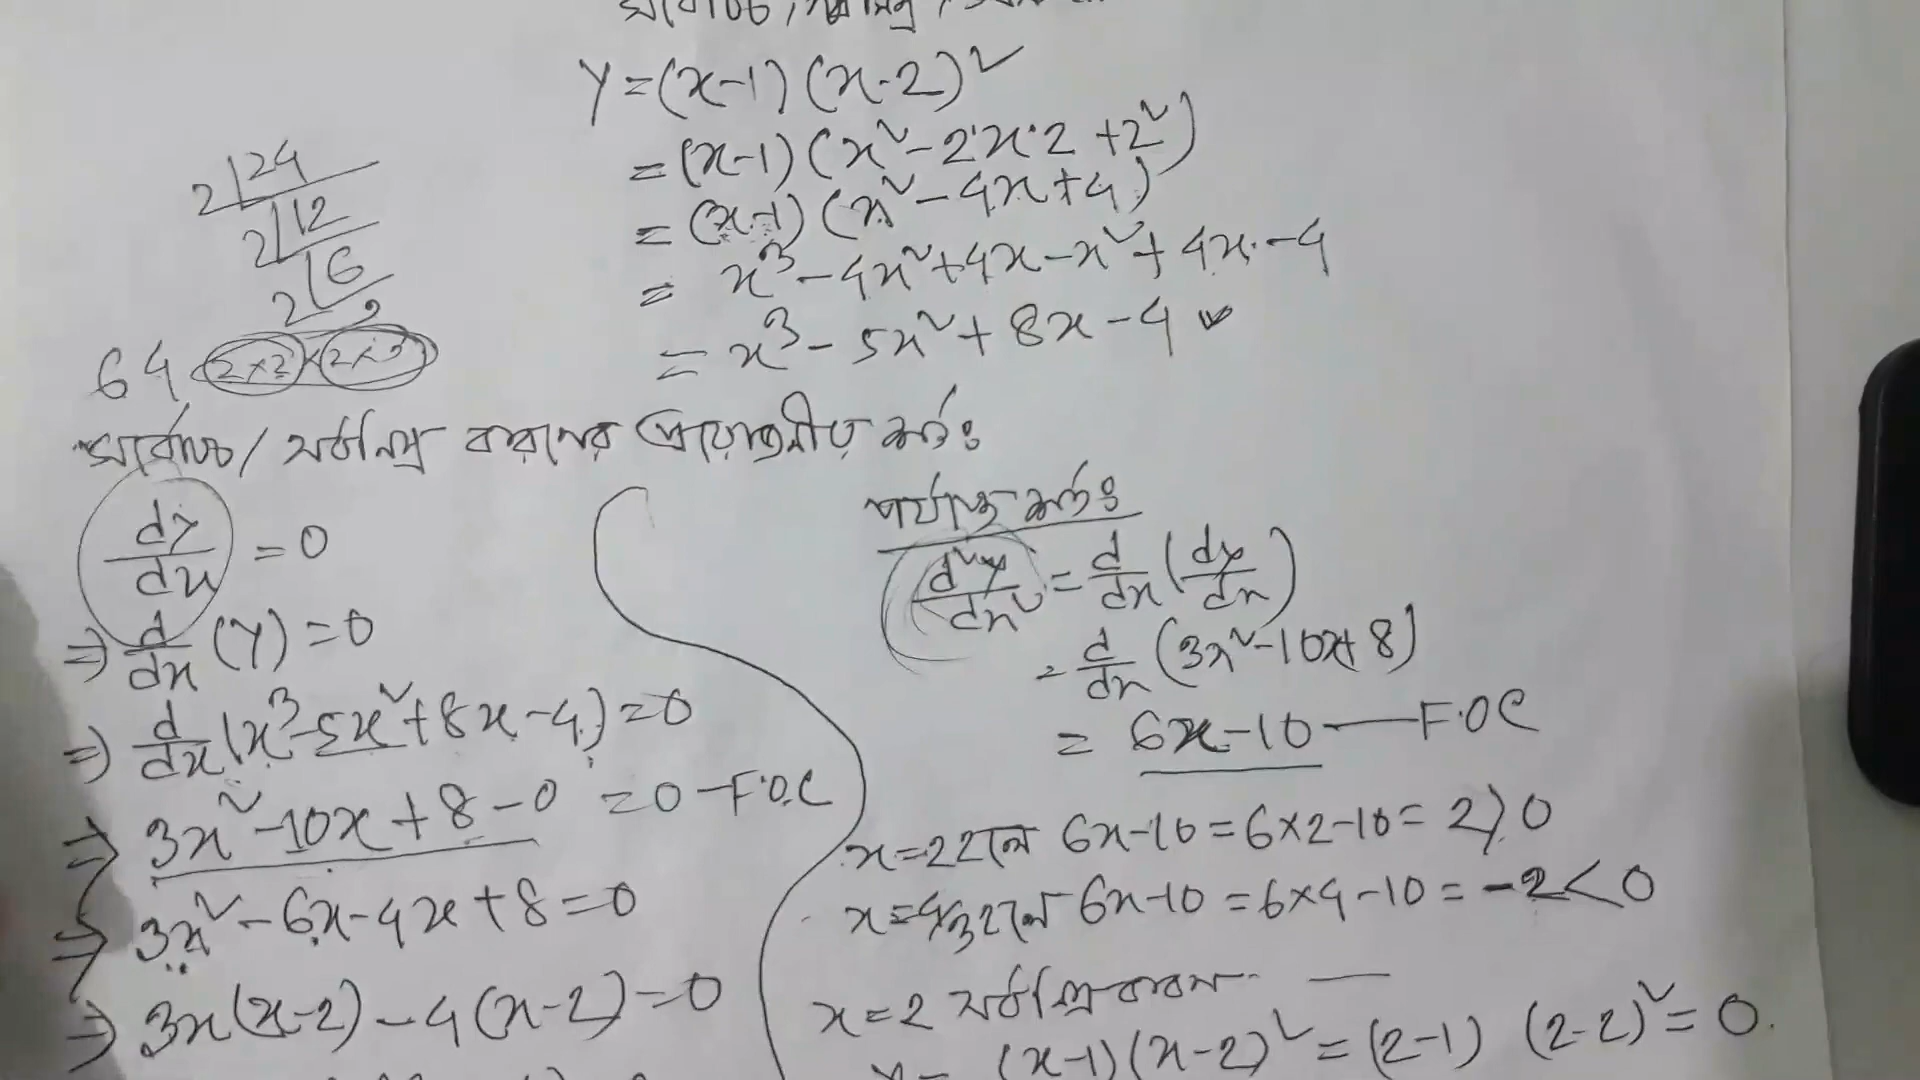 y = (x-1) (x-2)²
= (x-1) (x² - 2·x·2 + 2²)
= (x-1) (x² - 4x + 4)
= x³ - 4x² + 4x - x² + 4x - 4
= x³ - 5x² + 8x - 4
2 | 24
2 | 12
2 | 6
3
64 2×2 × 2×3
সর্বোচ্চ / সর্বনিম্ন করণের প্রয়োজনীয় শর্তঃ
dy/dx = 0
⇒ d/dx (y) = 0
⇒ d/dx (x³ - 5x² + 8x - 4) = 0
⇒ 3x² - 10x + 8 - 0 = 0 - F.O.C
⇒ 3x² - 6x - 4x + 8 = 0
⇒ 3x(x-2) - 4(x-2) = 0
পর্যাপ্ত শর্তঃ
d²y/dx² = d/dx (dy/dx)
= d/dx (3x² - 10x + 8)
= 6x - 10 — F.O.C
x = 2 হলে 6x - 10 = 6×2 - 10 = 2 > 0
x = 4/3 হলে 6x - 10 = 6×4 - 10 = -2 < 0
x = 2 সর্বনিম্নকরণ —
y = (x-1) (x-2)² = (2-1) (2-2)² = 0.